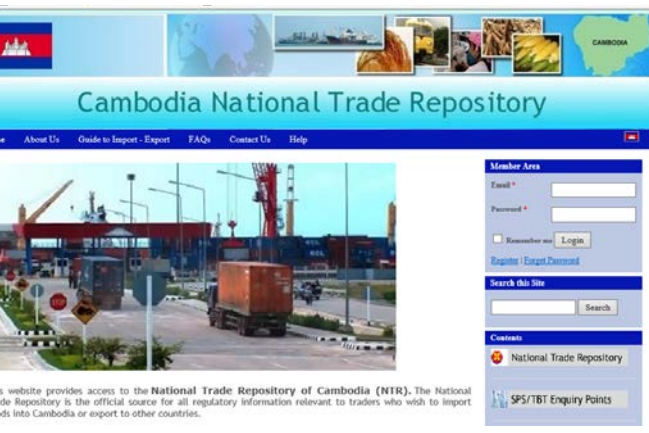 CAMBODIA
Cambodia National Trade Repository
About Us Guide to Import - Export FAQs Contact Us Help
Member Area
Email *
Password *
Remember me Login
Register | Forget Password
Search this Site
Search
Contents
National Trade Repository
SPS/TBT Enquiry Points
website provides access to the National Trade Repository of Cambodia (NTR). The National
Repository is the official source for all regulatory information relevant to traders who wish to import
into Cambodia or export to other countries.